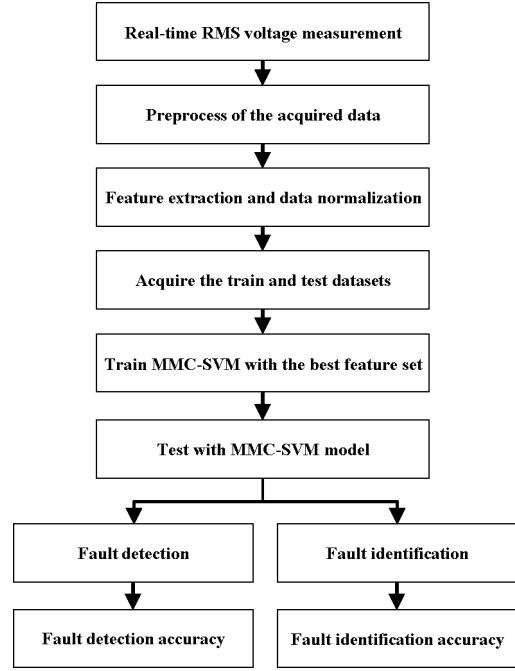 Real-time RMS voltage measurement
Preprocess of the acquired data
Feature extraction and data normalization
Acquire the train and test datasets
Train MMC-SVM with the best feature set
Test with MMC-SVM model
Fault detection
Fault identification
Fault detection accuracy
Fault identification accuracy